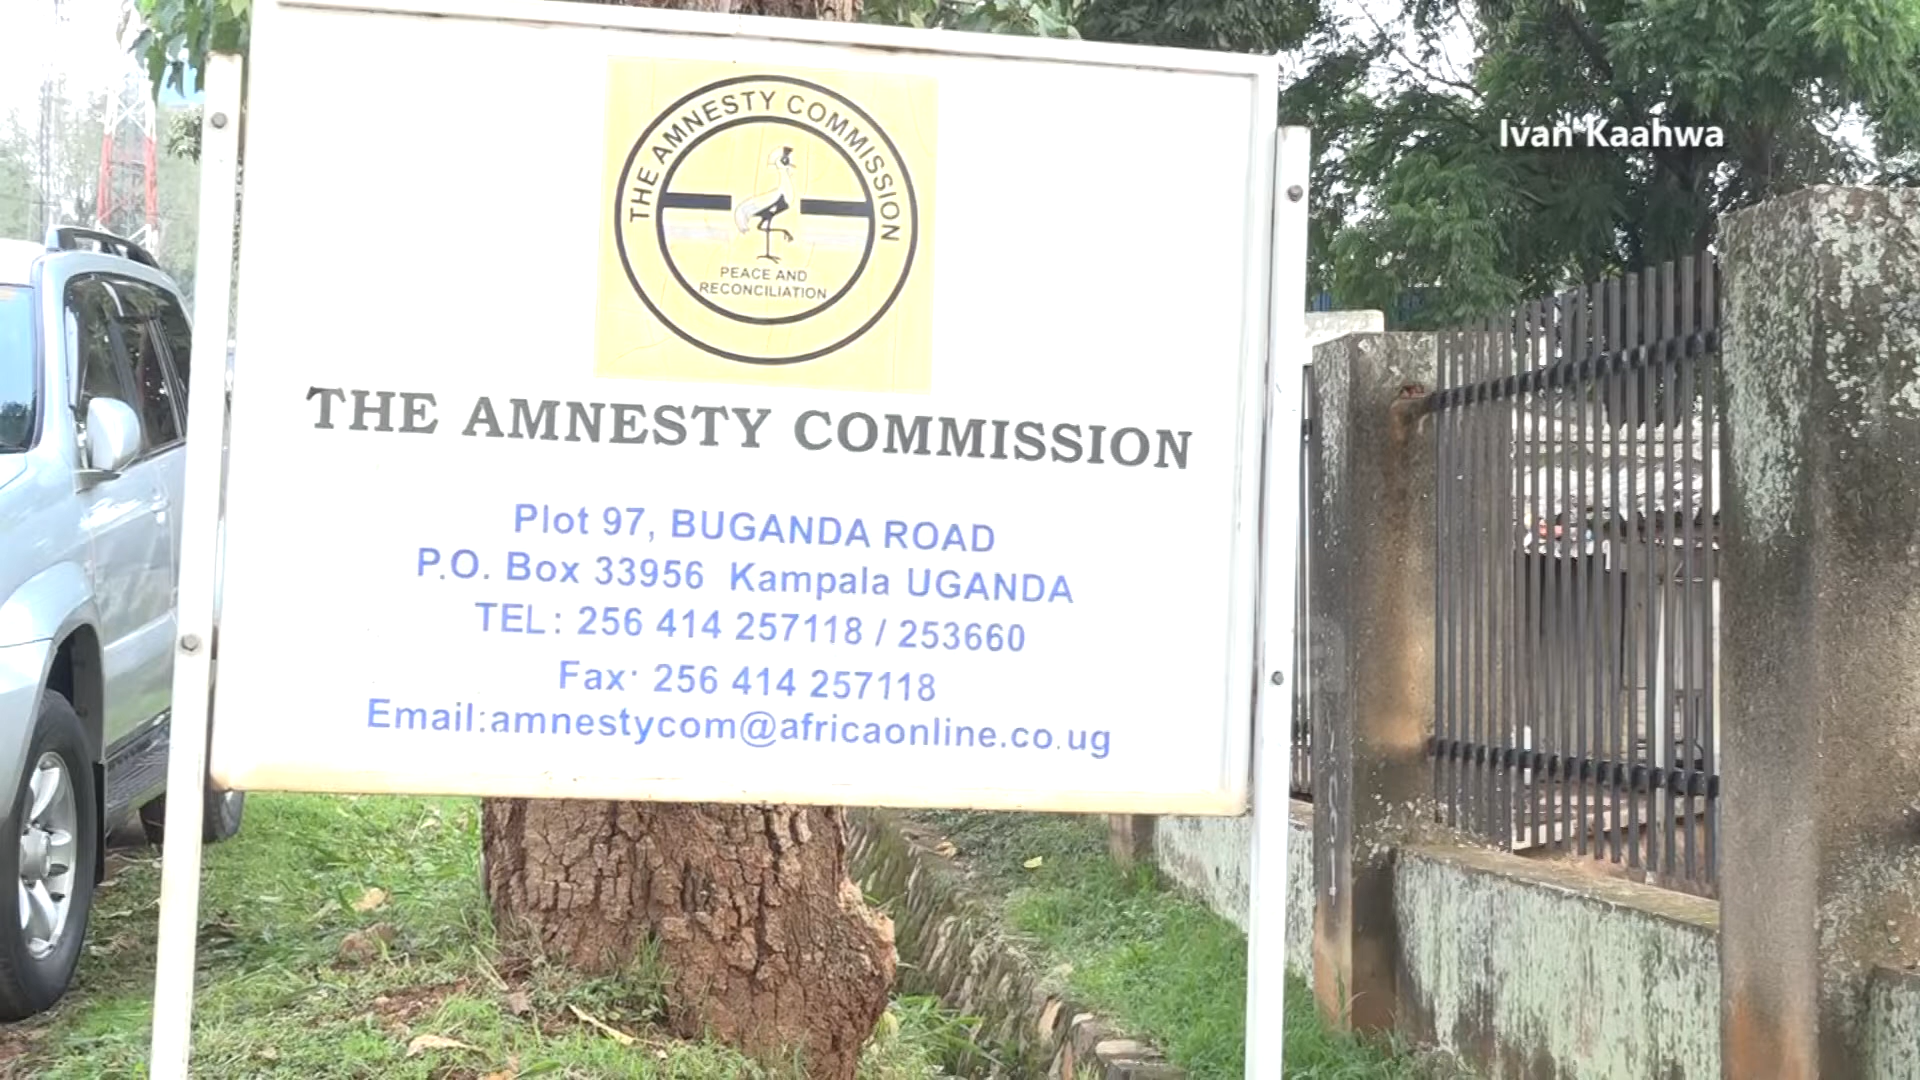 Ivan Kaahwa
THE AMNESTY COMMISSION
PEACE AND
RECONCILIATION
THE AMNESTY COMMISSION
Plot 97, BUGANDA ROAD
P.O. Box 33956 Kampala UGANDA
TEL: 256 414 257118 / 253660
Fax: 256 414 257118
Email:amnestycom@africaonline.co.ug